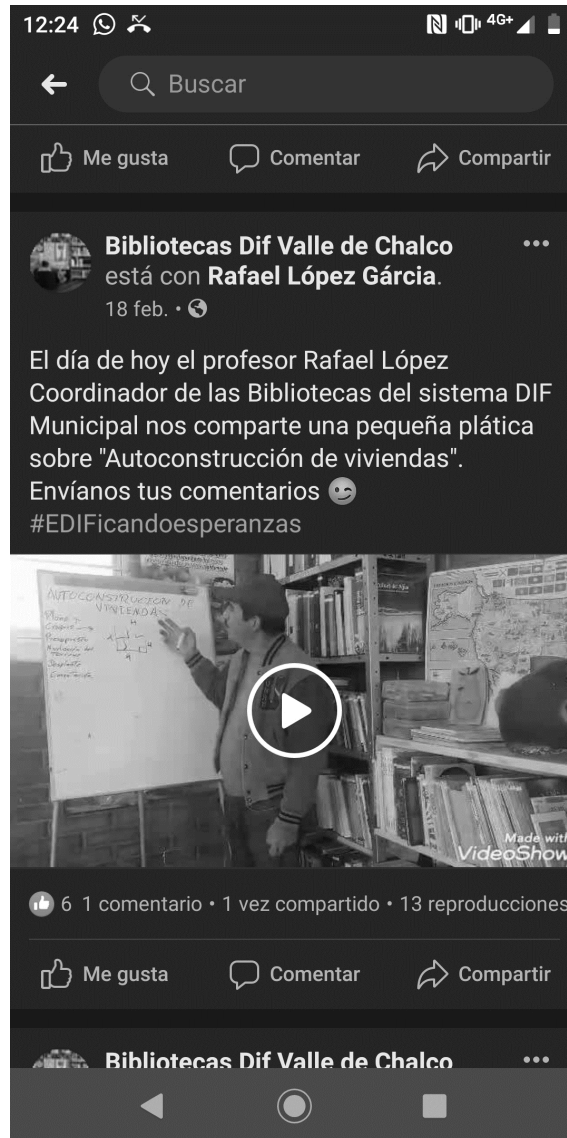 12:24
4G+
Buscar
Me gusta Comentar Compartir
Bibliotecas Dif Valle de Chalco
está con Rafael López Gárcia.
18 feb. •
El día de hoy el profesor Rafael López
Coordinador de las Bibliotecas del sistema DIF
Municipal nos comparte una pequeña plática
sobre "Autoconstrucción de viviendas".
Envíanos tus comentarios 😉
#EDIFicandoesperanzas
AUTOCONSTRUCCION DE
VIVIENDAS
Presupuesto
Made with
VideoShow
6 1 comentario • 1 vez compartido • 13 reproducciones
Me gusta Comentar Compartir
Bibliotecas Dif Valle de Chalco